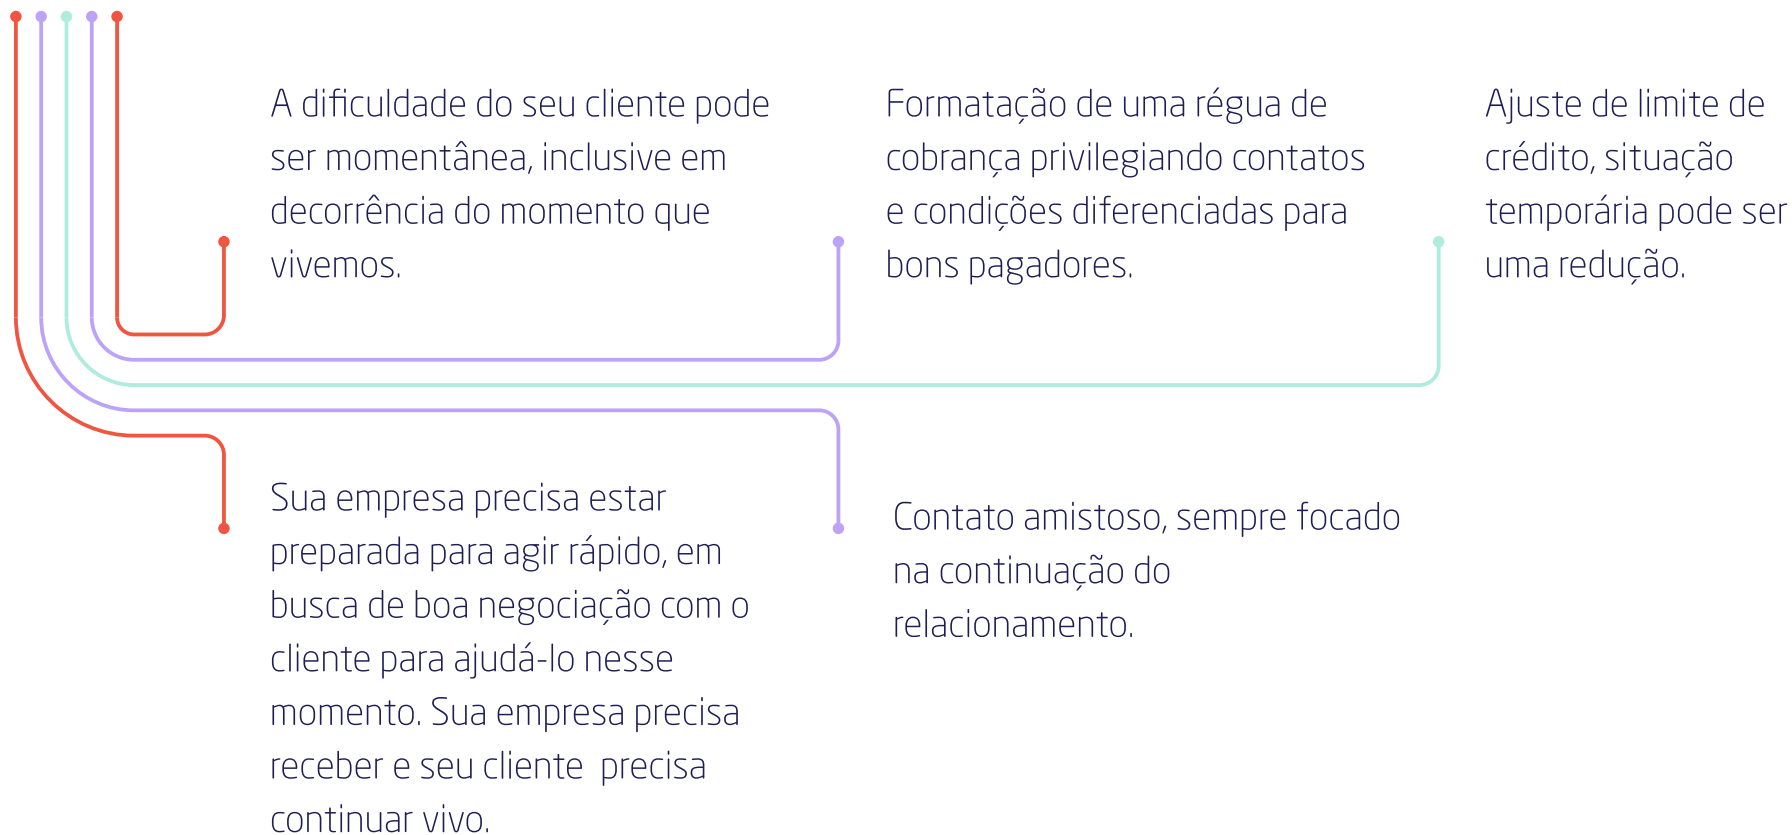 A dificuldade do seu cliente pode
ser momentânea, inclusive em
decorrência do momento que
vivemos.
Formatação de uma régua de
cobrança privilegiando contatos
e condições diferenciadas para
bons pagadores.
Ajuste de limite de
crédito, situação
temporária pode ser
uma redução.
Sua empresa precisa estar
preparada para agir rápido, em
busca de boa negociação com o
cliente para ajudá-lo nesse
momento. Sua empresa precisa
receber e seu cliente  precisa
continuar vivo.
Contato amistoso, sempre focado
na continuação do
relacionamento.